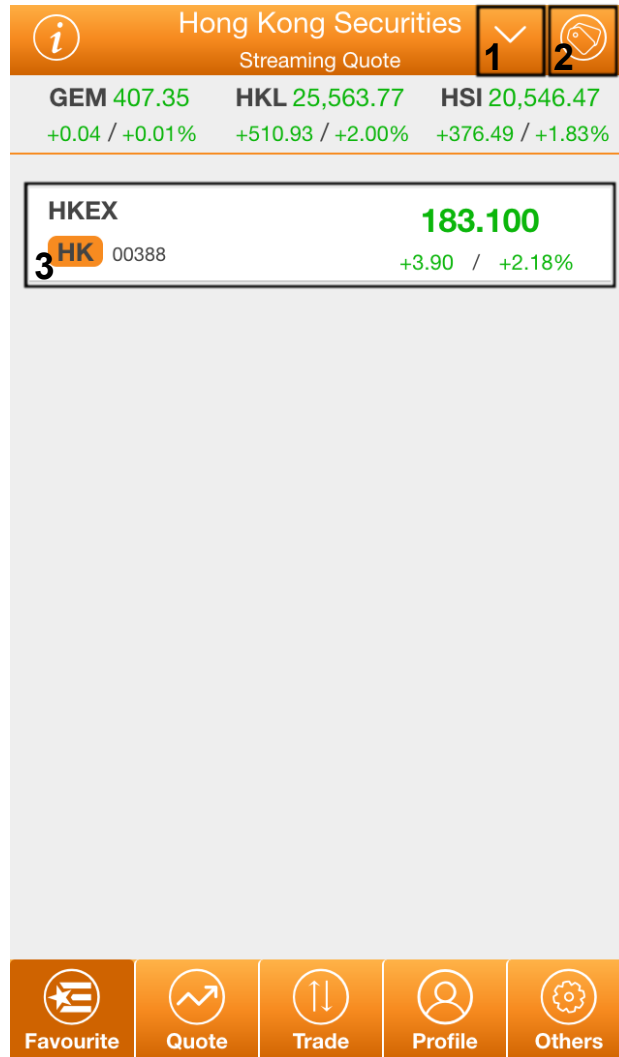 i
Hong Kong Securities
Streaming Quote
1
2
GEM 407.35 HKL 25,563.77 HSI 20,546.47
+0.04 / +0.01% +510.93 / +2.00% +376.49 / +1.83%
HKEX 183.100
3 HK 00388 +3.90 / +2.18%
Favourite Quote Trade Profile Others